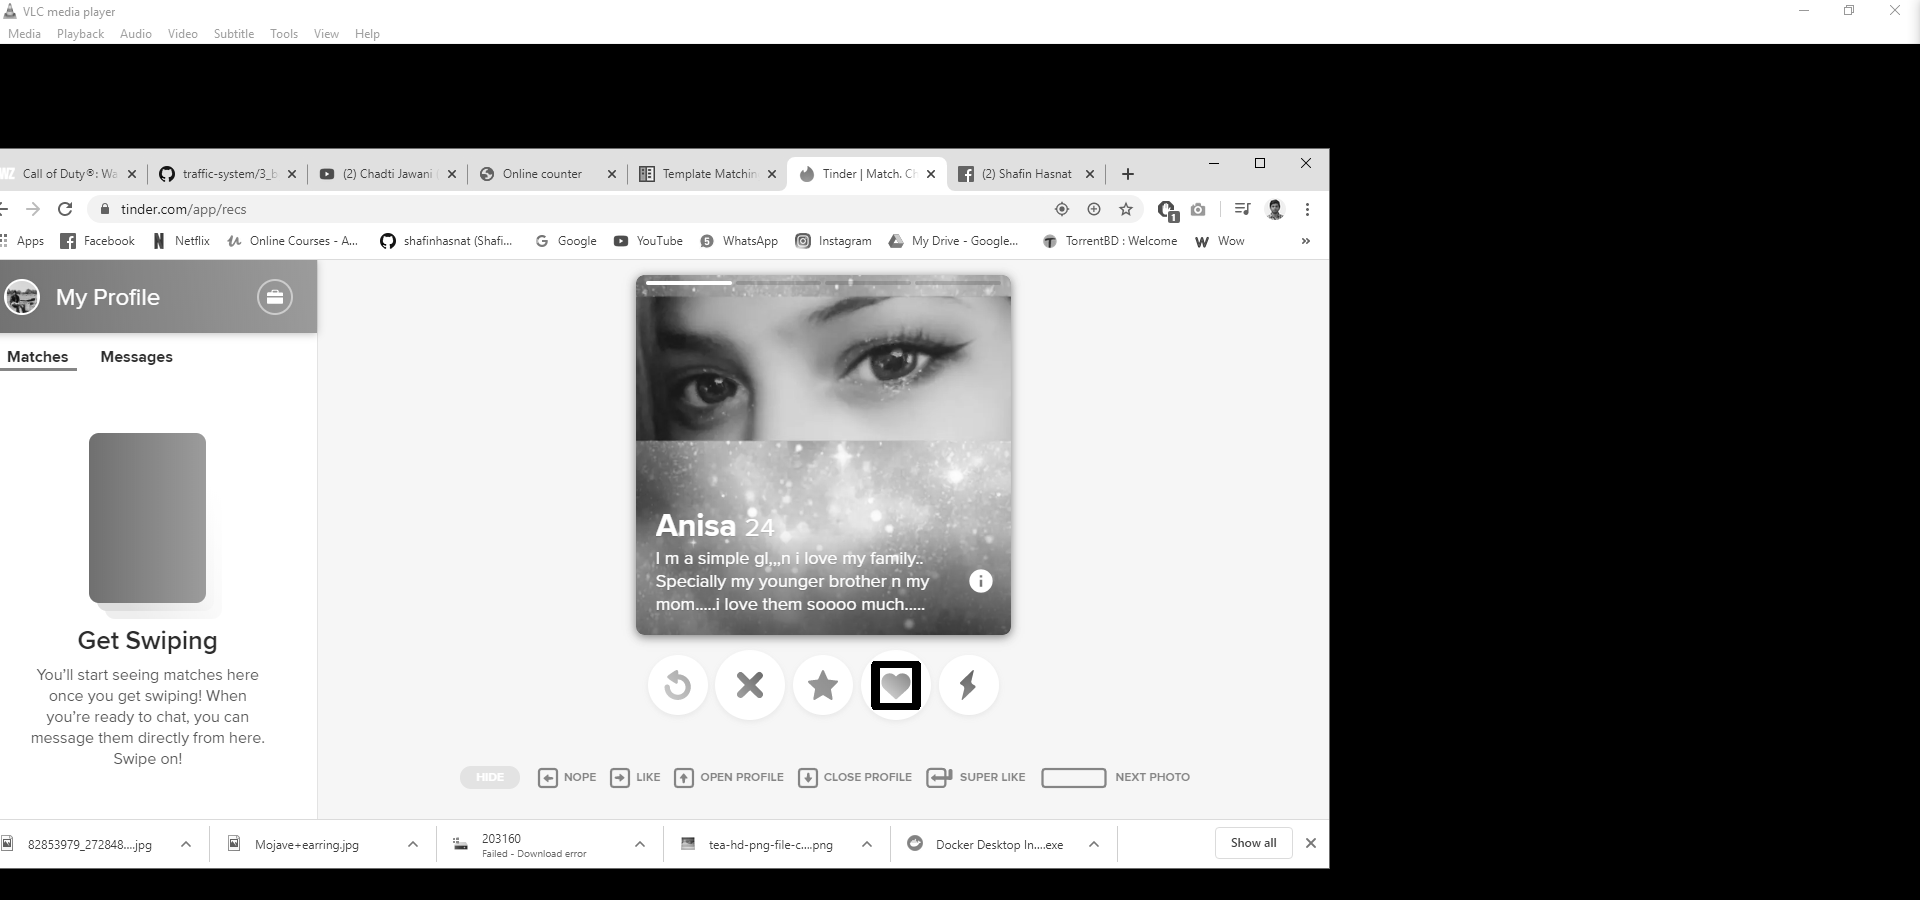 VLC media player
Media Playback Audio Video Subtitle Tools View Help
Call of Duty®: Wa
traffic-system/3_b
(2) Chadti Jawani
Online counter
Template Matchin
Tinder | Match. Ch
(2) Shafin Hasnat
tinder.com/app/recs
1
Apps
Facebook
Netflix
Online Courses - A...
shafinhasnat (Shafi...
Google
YouTube
WhatsApp
Instagram
My Drive - Google...
TorrentBD : Welcome
Wow
»
My Profile
Matches
Messages
Get Swiping
You'll start seeing matches here
once you get swiping! When
you're ready to chat, you can
message them directly from here.
Swipe on!
Anisa 24
I m a simple gl,,,n i love my family..
Specially my younger brother n my
mom.....i love them soooo much.....
HIDE
NOPE
LIKE
OPEN PROFILE
CLOSE PROFILE
SUPER LIKE
NEXT PHOTO
82853979_272848....jpg
Mojave+earring.jpg
203160
Failed - Download error
tea-hd-png-file-c....png
Docker Desktop In....exe
Show all